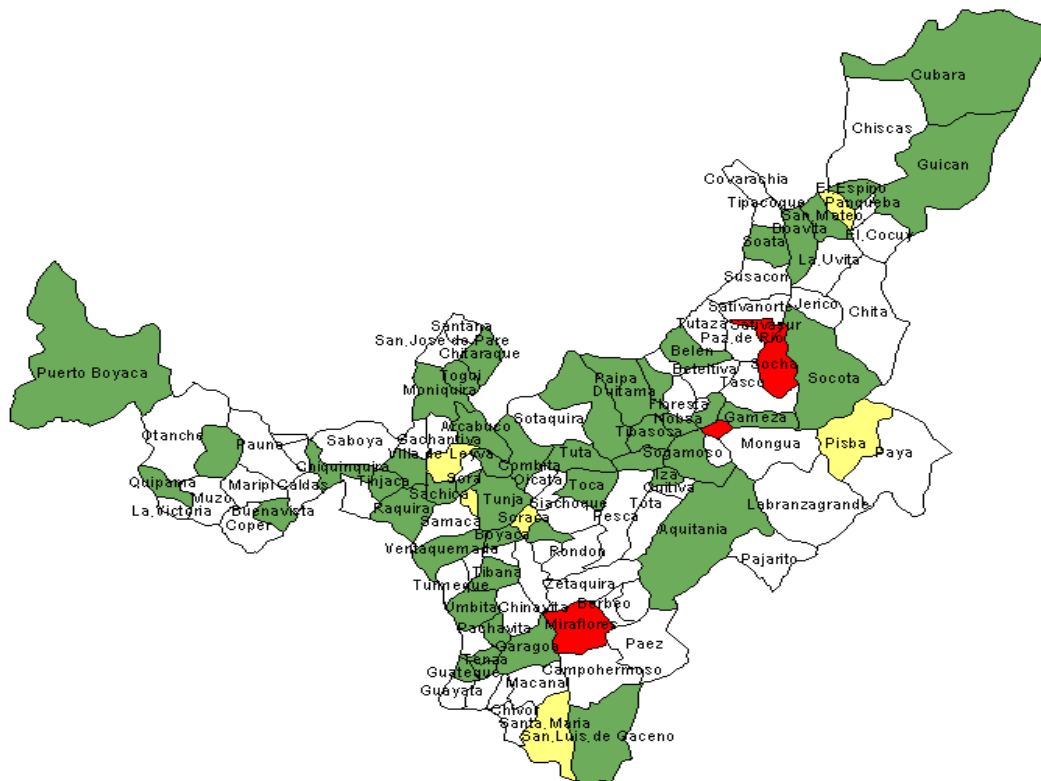 Cubara
Chiscas
Guican
Covarachia
El Espino
Tipacoque
Panqueba
San Mateo
Boavita
El Cocuy
Soata
La Uvita
Susacon
Sativanorte
Jerico
Chita
Santana
Tutaza
Sativasur
San Jose de Pare
Paz de Rio
Chitaraque
Belen
Socha
Puerto Boyaca
Togui
Paipa
Beteitiva
Tasco
Socota
Moniquira
Duitama
Floresta
Sotaquira
Nobsa
Gameza
Arcabuco
Otanche
Pauna
Saboya
Gachantiva
Tibasosa
Mongua
Pisba
Paya
Villa de Leyva
Tuta
Sogamoso
Chiquinquira
Combita
Quipama
Maripi
Caldas
Tinjaca
Sora
Oicata
Toca
Iza
Cuitiva
Muzo
Sachica
Tunja
Siachoque
Tota
Labranzagrande
La Victoria
Buenavista
Raquira
Samaca
Soraca
Pesca
Coper
Boyaca
Aquitania
Ventaquemada
Rondon
Pajarito
Tibana
Turmeque
Zetaquira
Umbita
Chinavita
Berbeo
Pachavita
Miraflores
Garagoa
Paez
Tenza
Guateque
Campohermoso
Guayata
Macanal
Chivor
Santa Maria
San Luis de Gaceno